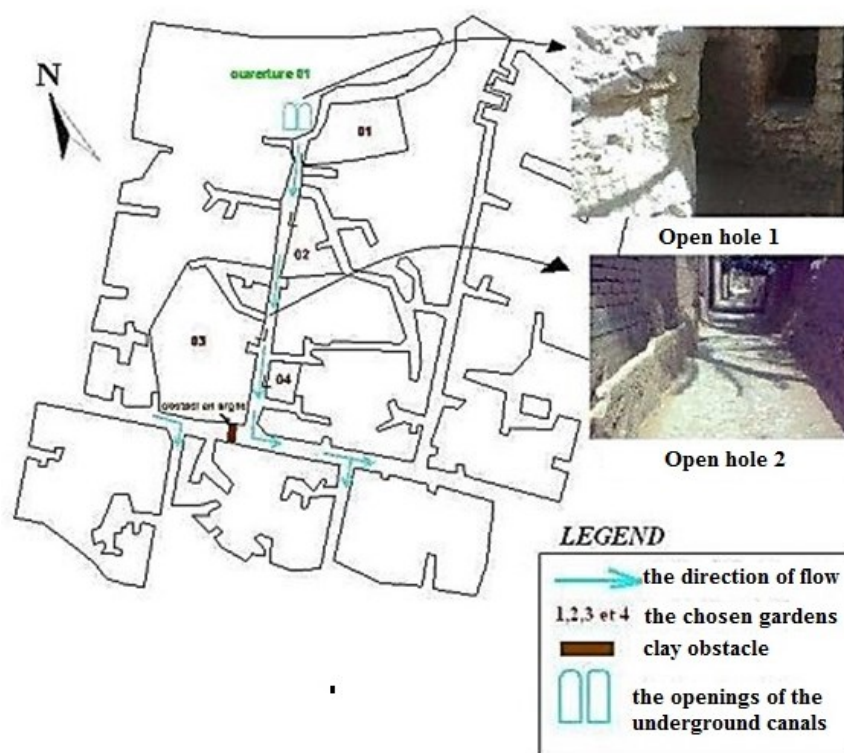 N
ouverture 01
01
02
03
04
obstacl en argile
Open hole 1
Open hole 2
LEGEND
the direction of flow
1,2,3 et 4 the chosen gardens
clay obstacle
the openings of the
underground canals